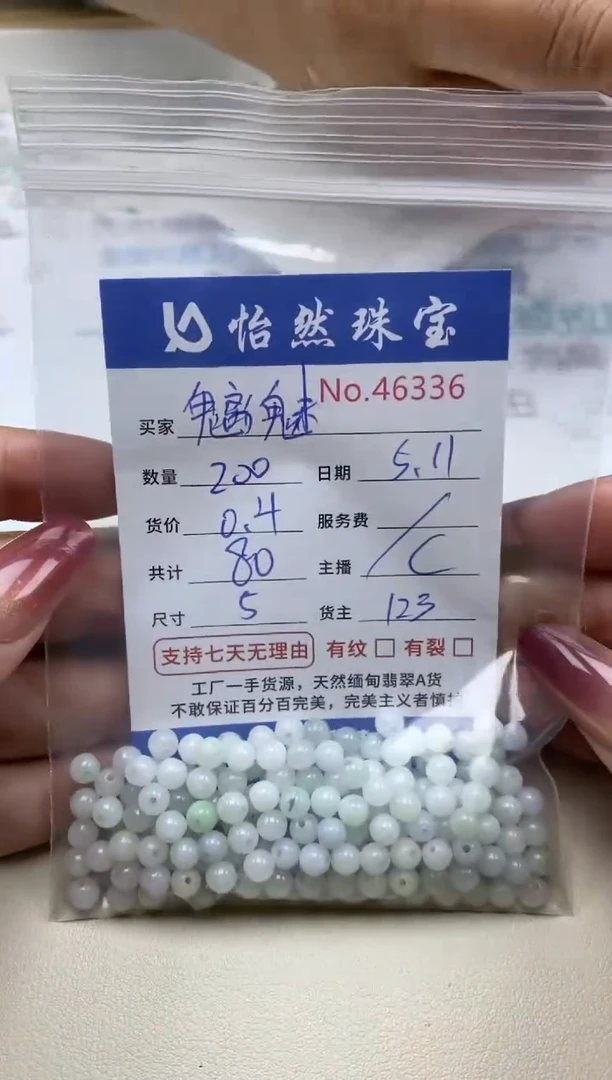 怡然珠宝
No.46336
买家 魑魅
数量 200 日期 5.11
货价 0.4 服务费 /
共计 80 主播 C
尺寸 5 货主 123
支持七天无理由 有纹 □ 有裂 □
工厂一手货源，天然缅甸翡翠A货
不敢保证百分百完美，完美主义者慎